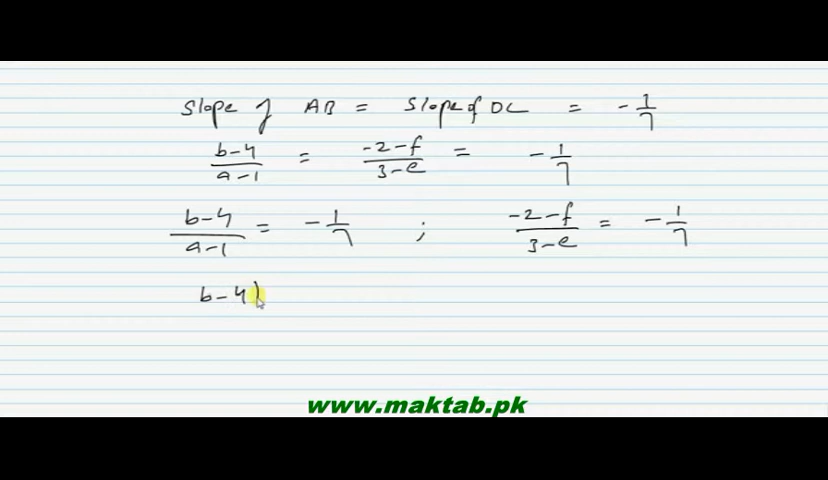 Slope of AB = Slope of DC = -1/7
b-4/a-1 = -2-f/3-e = -1/7
b-4/a-1 = -1/7 ; -2-f/3-e = -1/7
b-4)
www.maktab.pk